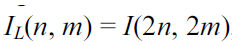 I_L(n, m) = I(2n, 2m)